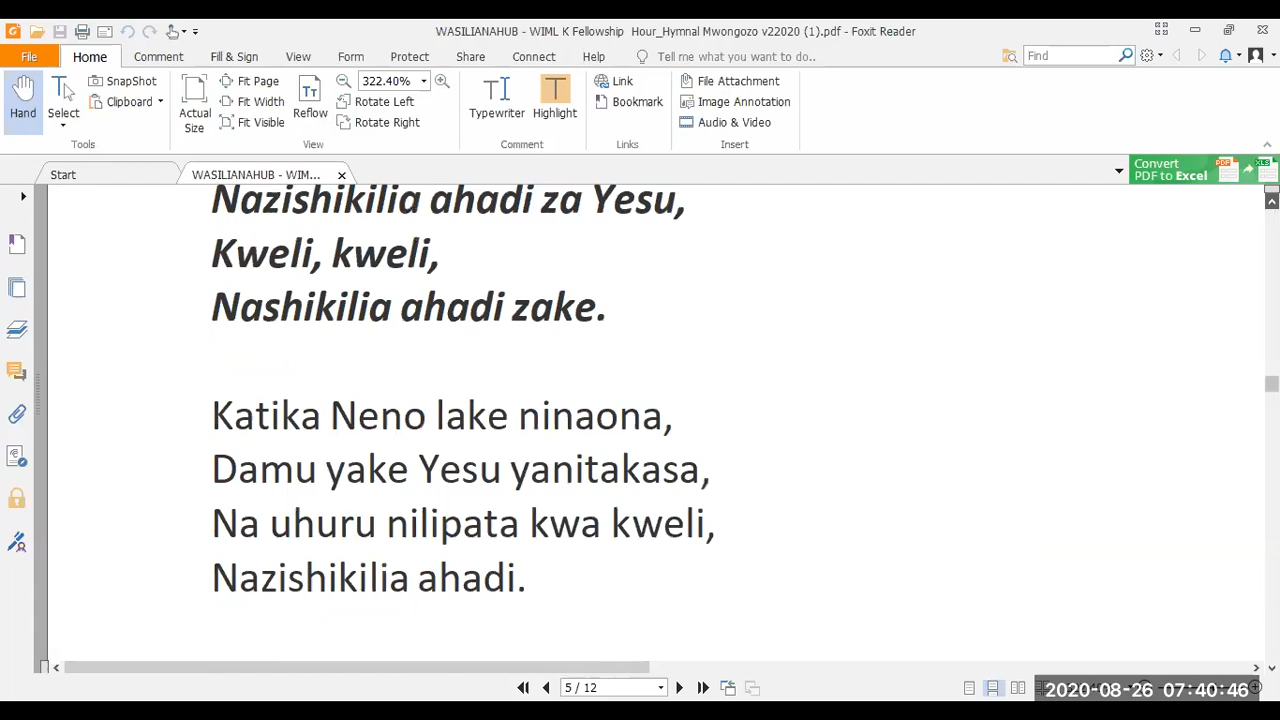 WASILIANAHUB - WIML K Fellowship Hour_Hymnal Mwongozo v22020 (1).pdf - Foxit Reader
File Home Comment Fill & Sign View Form Protect Share Connect Help Tell me what you want to do.. Find
Hand Select SnapShot Clipboard Actual Size Fit Page Fit Width Fit Visible Reflow 322.40% Rotate Left Rotate Right Typewriter Highlight Link Bookmark File Attachment Image Annotation Audio & Video
Tools View Comment Links Insert
Start WASILIANAHUB - WIM... Convert PDF to Excel
Nazishikilia ahadi za Yesu,
Kweli, kweli,
Nashikilia ahadi zake.
Katika Neno lake ninaona,
Damu yake Yesu yanitakasa,
Na uhuru nilipata kwa kweli,
Nazishikilia ahadi.
5 / 12
2020-08-26 07:40:46